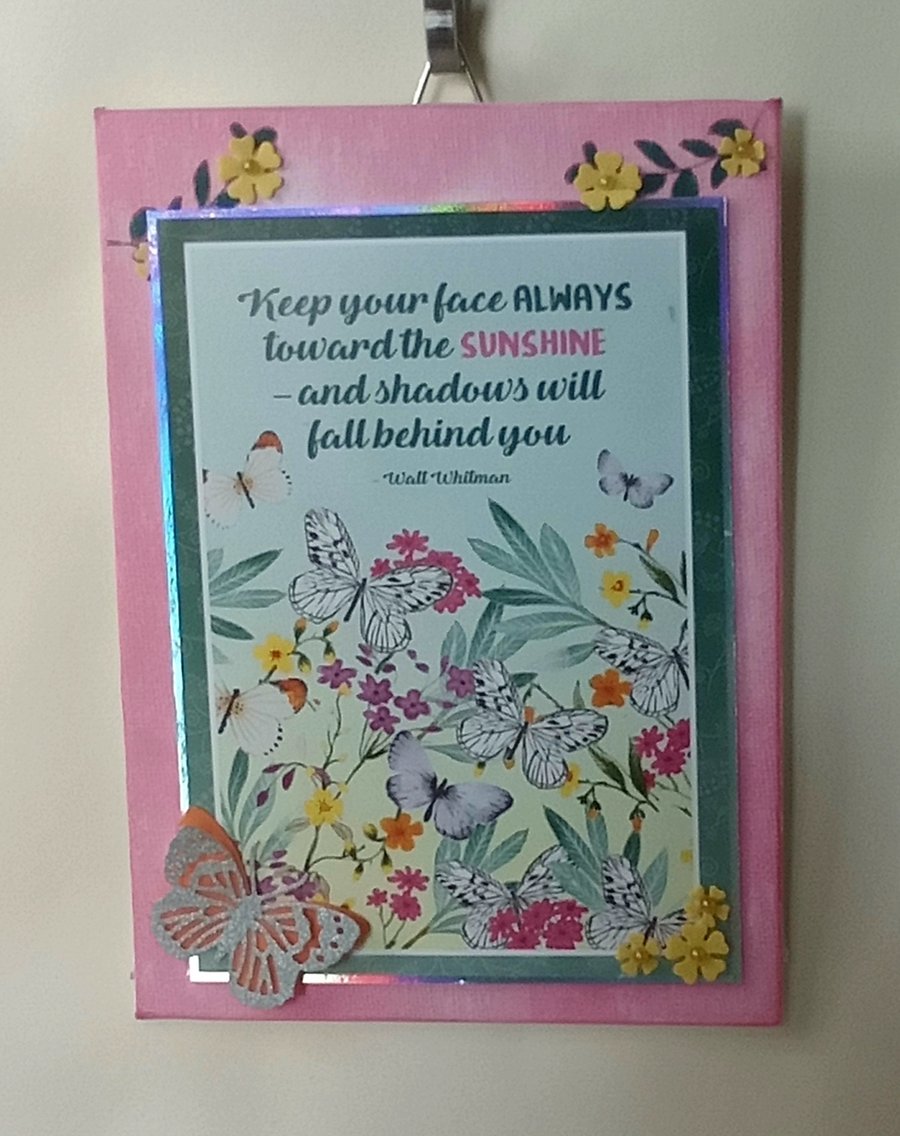 Keep your face ALWAYS
toward the SUNSHINE
– and shadows will
fall behind you
- Walt Whitman